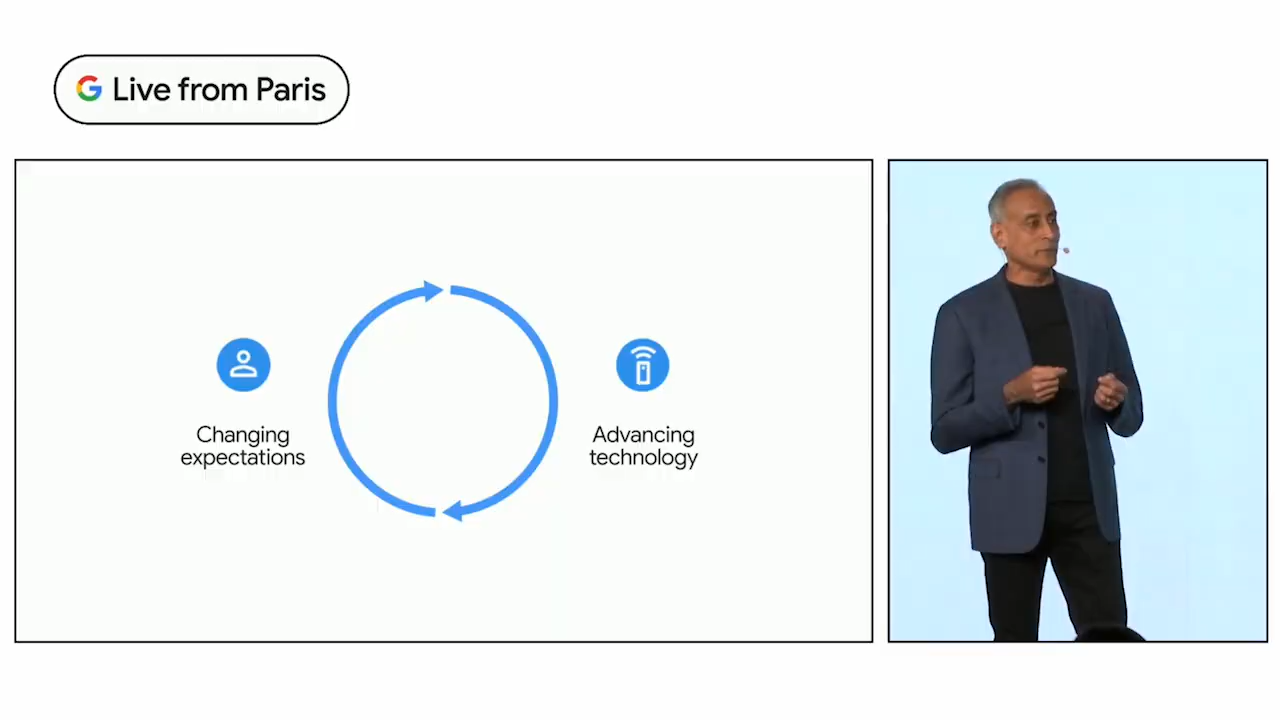 Live from Paris
Changing
expectations
Advancing
technology